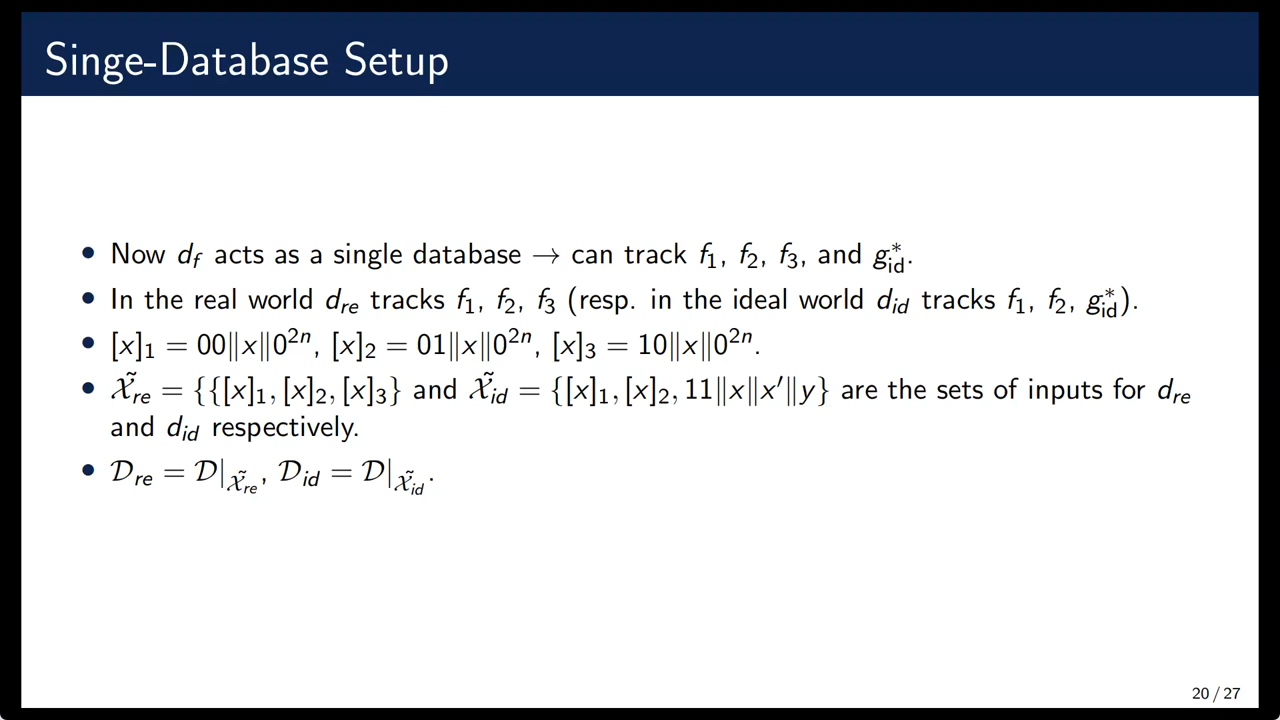 Singe-Database Setup
• Now d_f acts as a single database → can track f₁, f₂, f₃, and g*_id.
• In the real world d_re tracks f₁, f₂, f₃ (resp. in the ideal world d_id tracks f₁, f₂, g*_id).
• [x]₁ = 00‖x‖0²ⁿ, [x]₂ = 01‖x‖0²ⁿ, [x]₃ = 10‖x‖0²ⁿ.
• 𝒳̃_re = {{[x]₁, [x]₂, [x]₃} and 𝒳̃_id = {[x]₁, [x]₂, 11‖x‖x′‖y} are the sets of inputs for d_re
and d_id respectively.
• 𝒟_re = 𝒟|_𝒳̃_re, 𝒟_id = 𝒟|_𝒳̃_id.
20 / 27